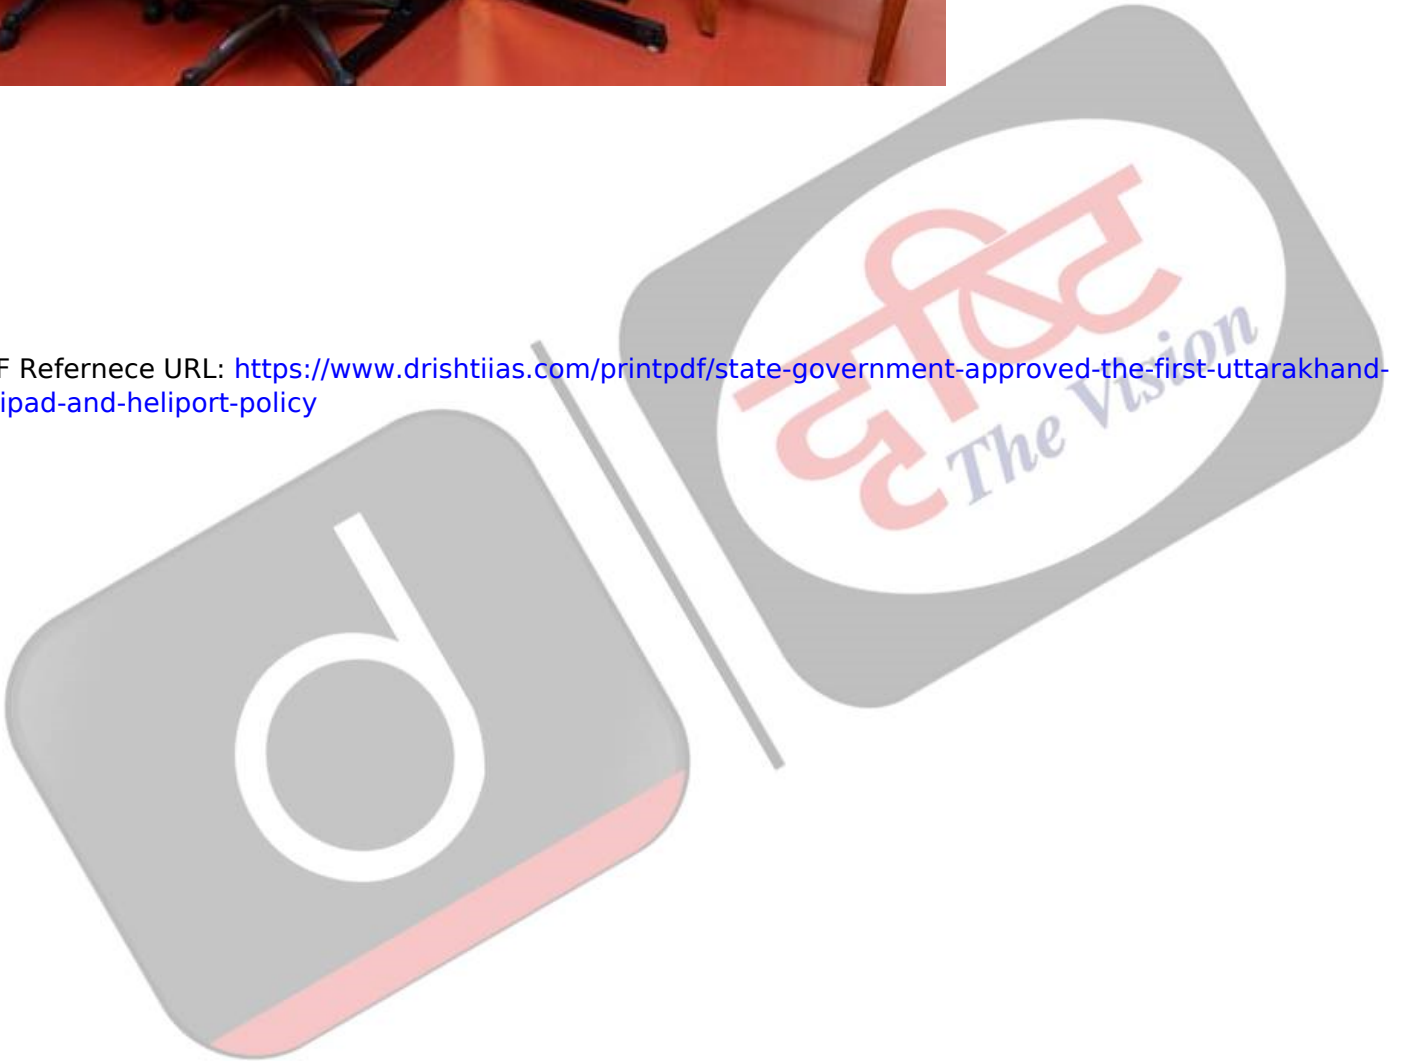 F Refernece URL: https://www.drishtiias.com/printpdf/state-government-approved-the-first-uttarakhand-
ipad-and-heliport-policy
दृष्टि
The Vision
d